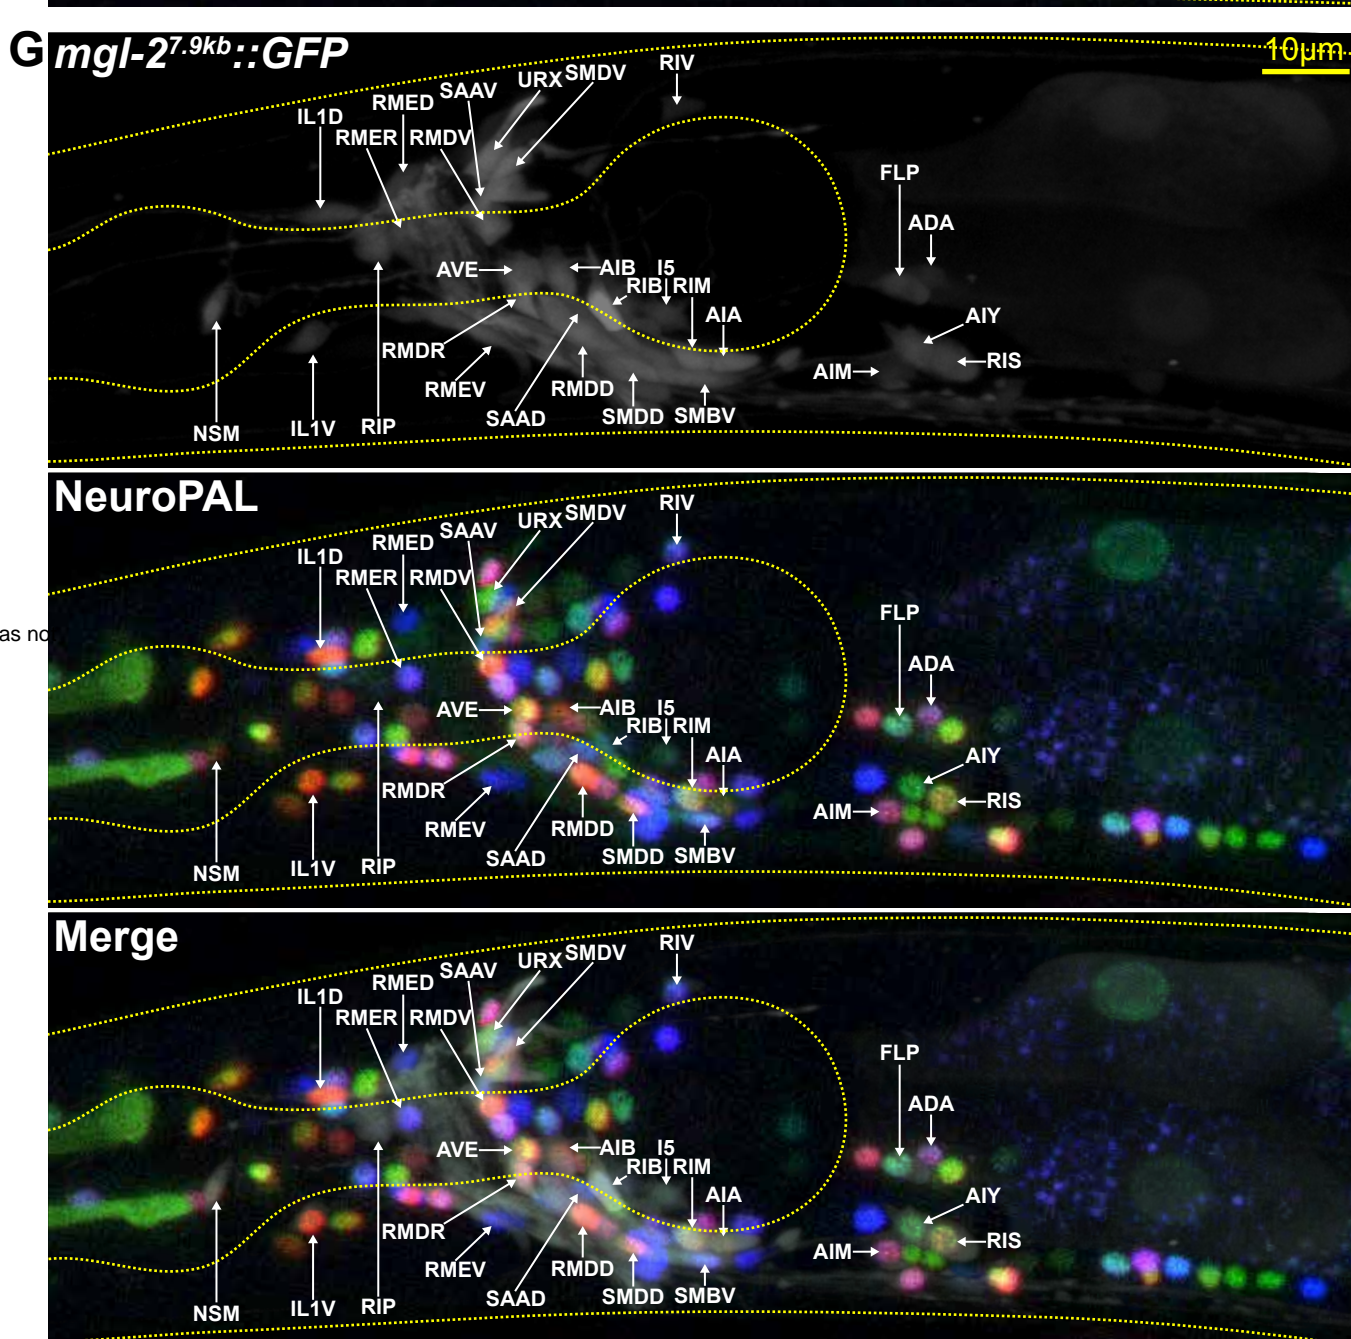 G mgl-2⁷·⁹ᵏᵇ::GFP
10µm
RIV
URX SMDV
SAAV
RMED
IL1D
RMER RMDV
FLP
ADA
AVE AIB I5
RIB RIM
AIA
AIY
RMDR
RIS
AIM
RMEV RMDD
SAAD SMDD SMBV
NSM IL1V RIP
NeuroPAL
RIV
URX SMDV
SAAV
RMED
IL1D
RMER RMDV
FLP
as no
ADA
AVE AIB I5
RIB RIM
AIA
AIY
RMDR
RIS
AIM
RMEV RMDD
SAAD SMDD SMBV
NSM IL1V RIP
Merge
RIV
URX SMDV
SAAV
RMED
IL1D
RMER RMDV
FLP
ADA
AVE AIB I5
RIB RIM
AIA
AIY
RMDR
RIS
AIM
RMEV RMDD
SAAD SMDD SMBV
NSM IL1V RIP